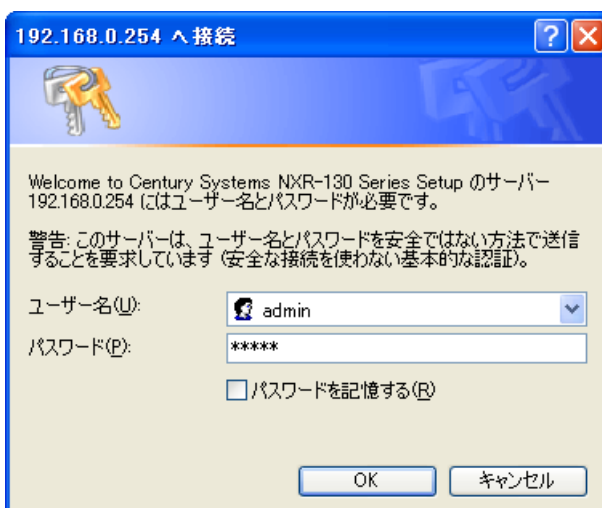 192.168.0.254 へ接続
Welcome to Century Systems NXR-130 Series Setup のサーバー
192.168.0.254 にはユーザー名とパスワードが必要です。
警告: このサーバーは、ユーザー名とパスワードを安全ではない方法で送信
することを要求しています (安全な接続を使わない基本的な認証)。
ユーザー名(U):
admin
パスワード(P):
*****
パスワードを記憶する(R)
OK
キャンセル